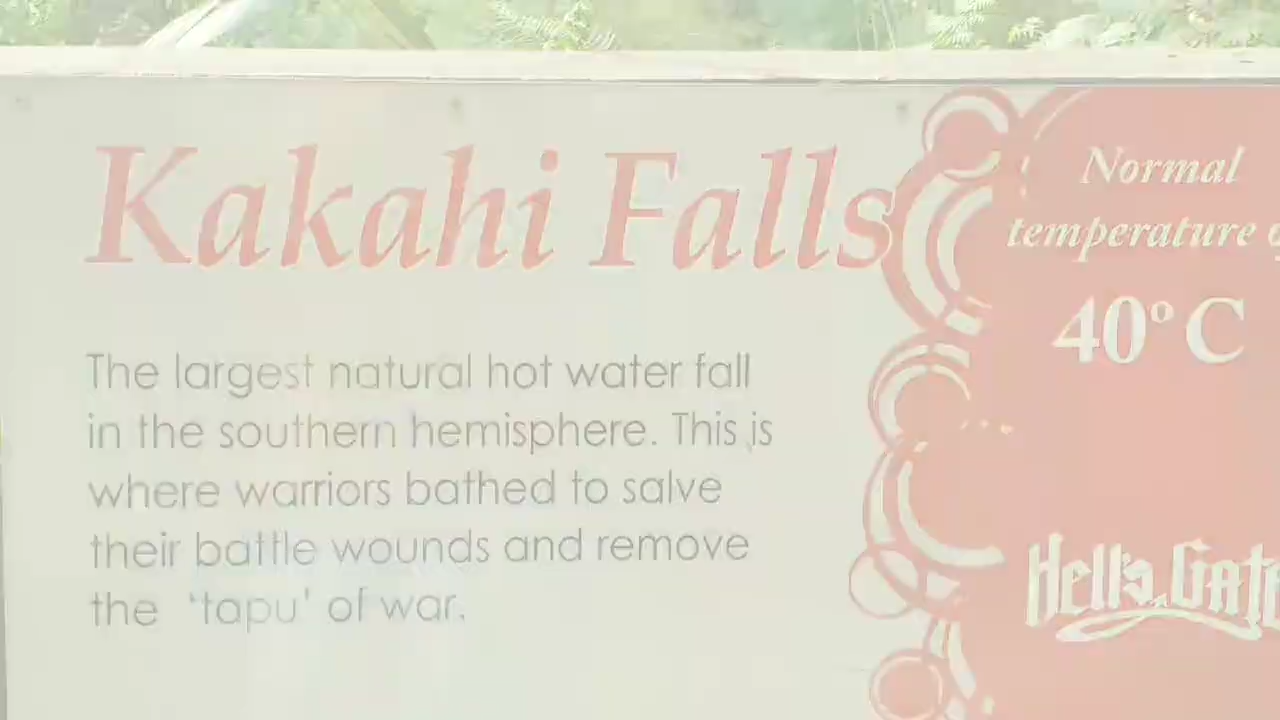 Kakahi Falls
The largest natural hot water fall
in the southern hemisphere. This is
where warriors bathed to salve
their battle wounds and remove
the 'tapu' of war.
Normal
temperature
40º C
Hell's Gate